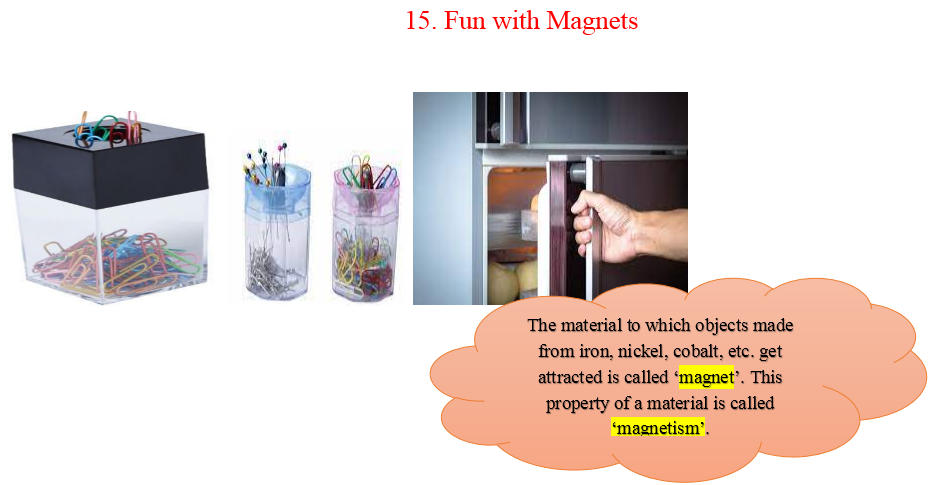 15. Fun with Magnets
The material to which objects made
from iron, nickel, cobalt, etc. get
attracted is called ‘magnet’. This
property of a material is called
‘magnetism’.